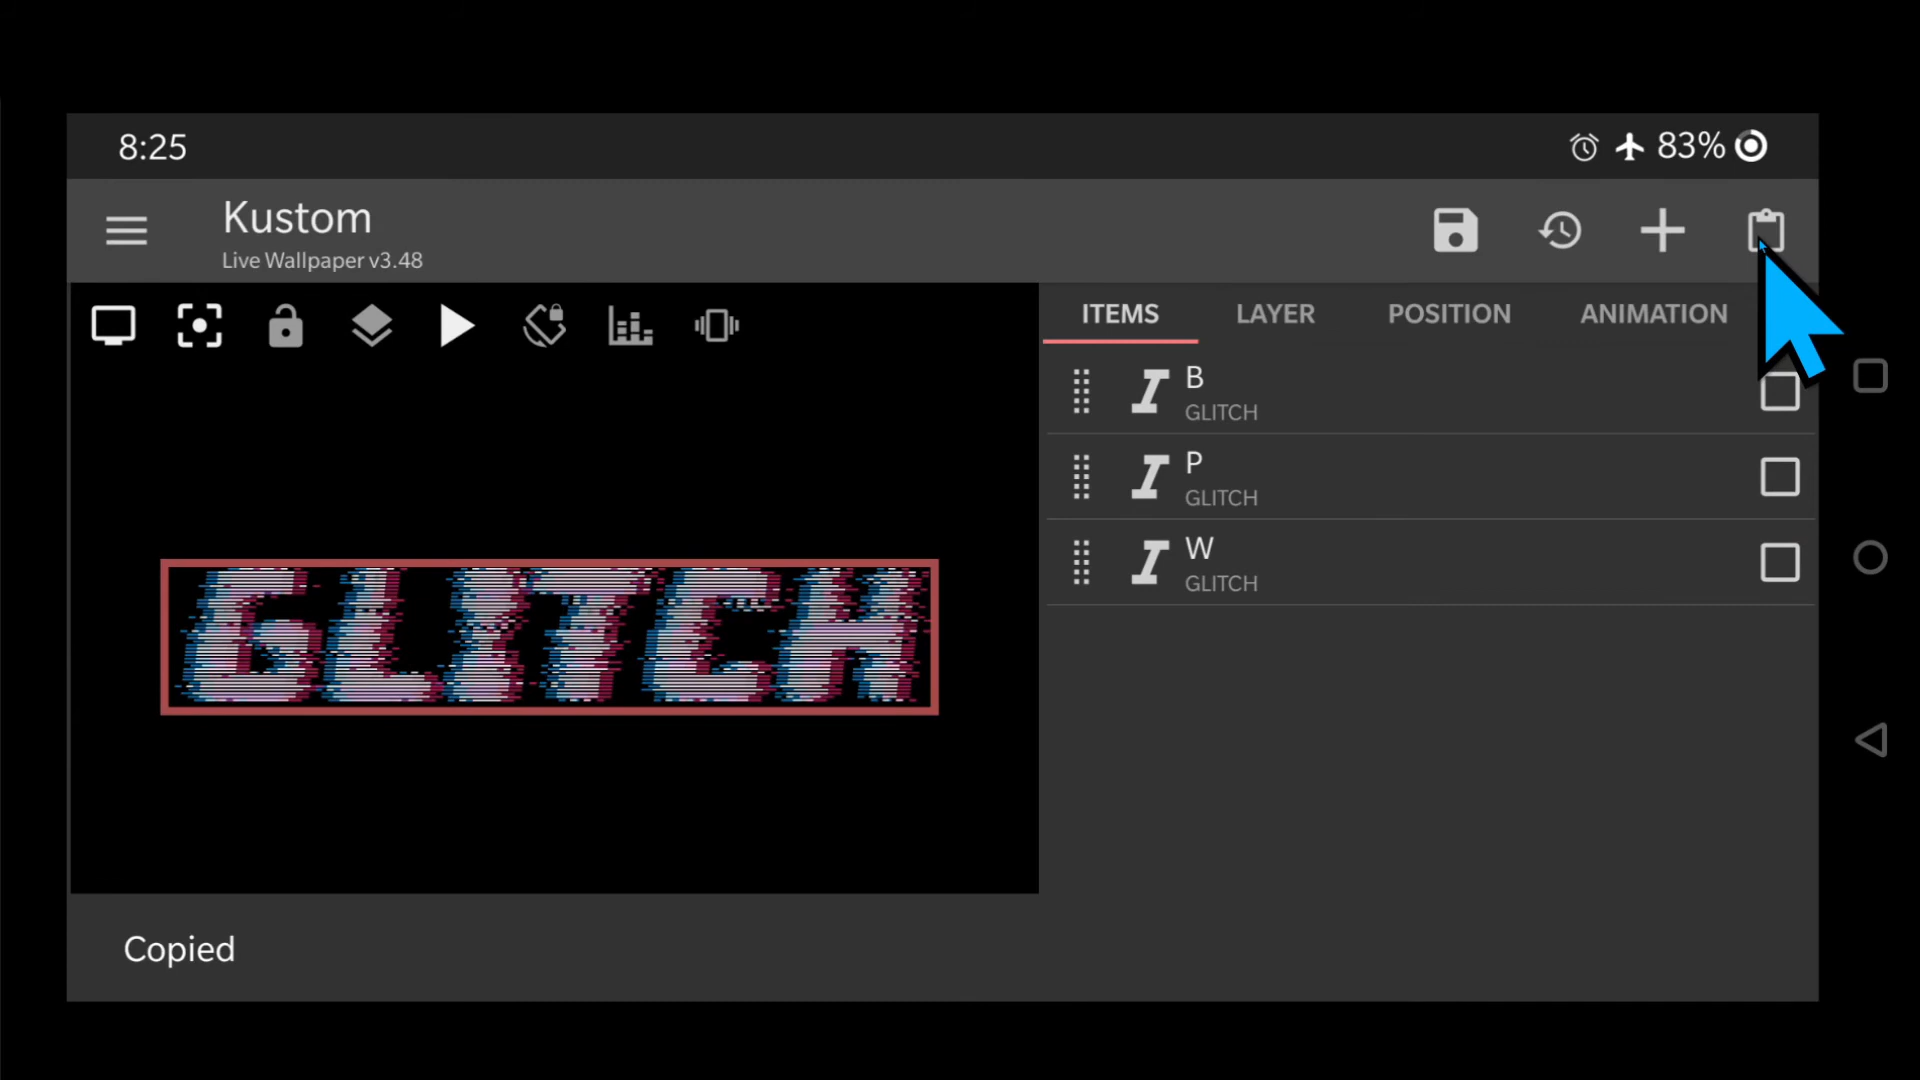 8:25
83%
Kustom
Live Wallpaper v3.48
ITEMS LAYER POSITION ANIMATION
B
GLITCH
P
GLITCH
W
GLITCH
GLITCH
Copied